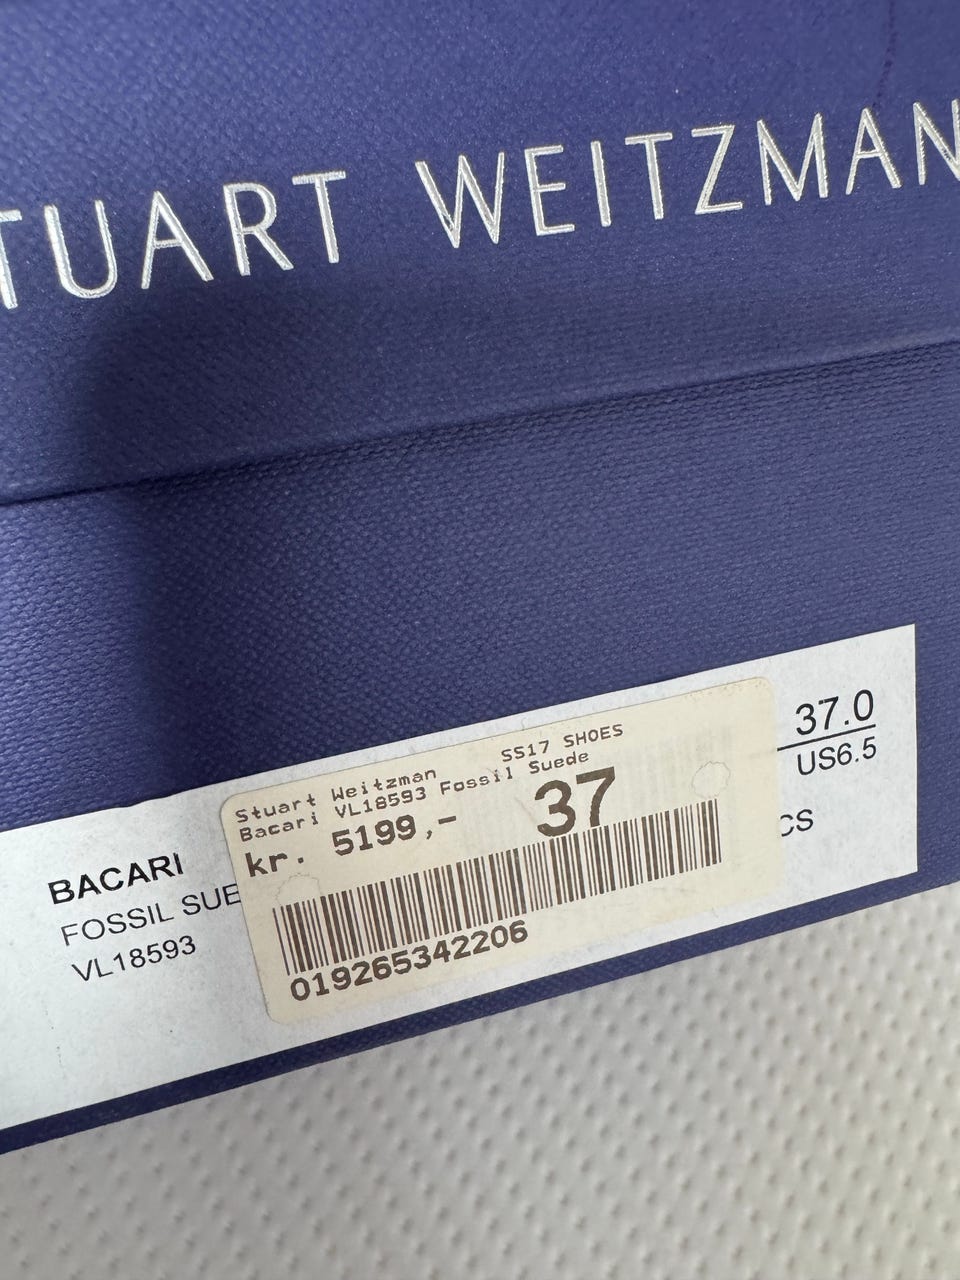 STUART WEITZMAN
37.0
US6.5
CS
BACARI
FOSSIL SUE
VL18593
SS17 SHOES
Stuart Weitzman
Bacari VL18593 Fossil Suede
kr. 5199,-
37
019265342206